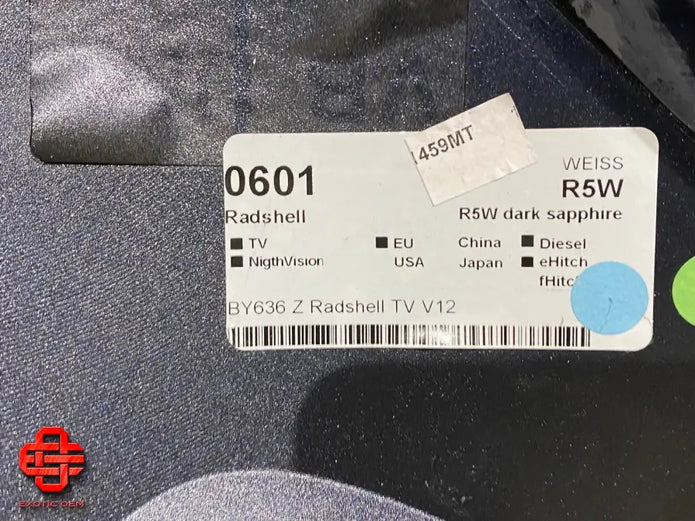 459MT
WEISS
0601
R5W
Radshell
R5W dark sapphire
TV
EU
China
Diesel
NigthVision
USA
Japan
eHitch
BY636 Z Radshell TV V12
EXOTIC OEM